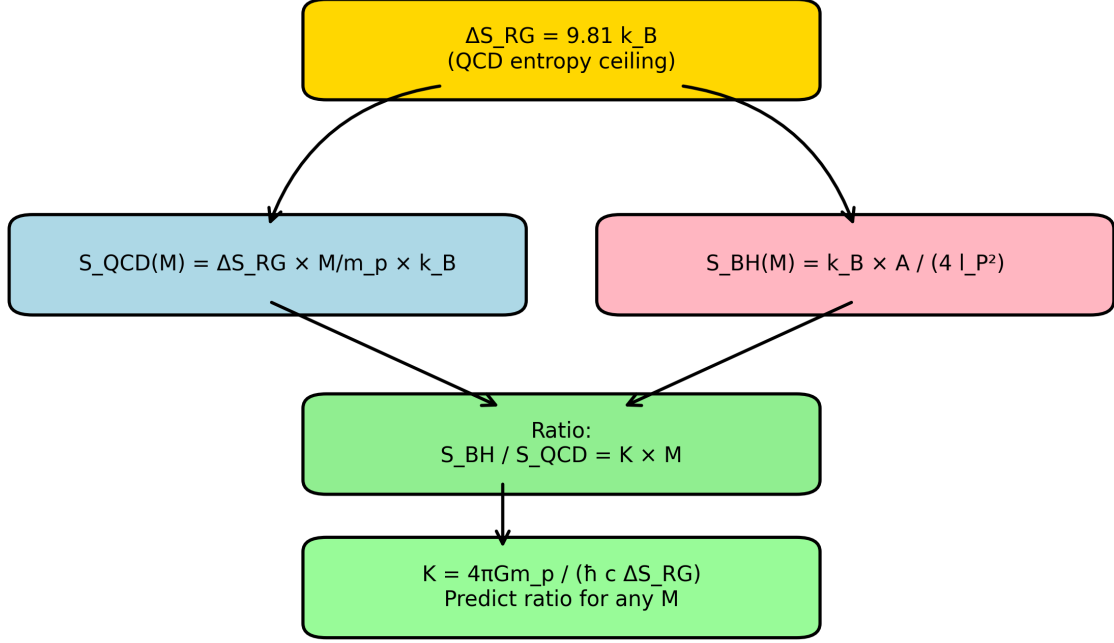 ΔS_RG = 9.81 k_B
(QCD entropy ceiling)
S_QCD(M) = ΔS_RG × M/m_p × k_B
S_BH(M) = k_B × A / (4 l_P²)
Ratio:
S_BH / S_QCD = K × M
K = 4πGm_p / (ħ c ΔS_RG)
Predict ratio for any M